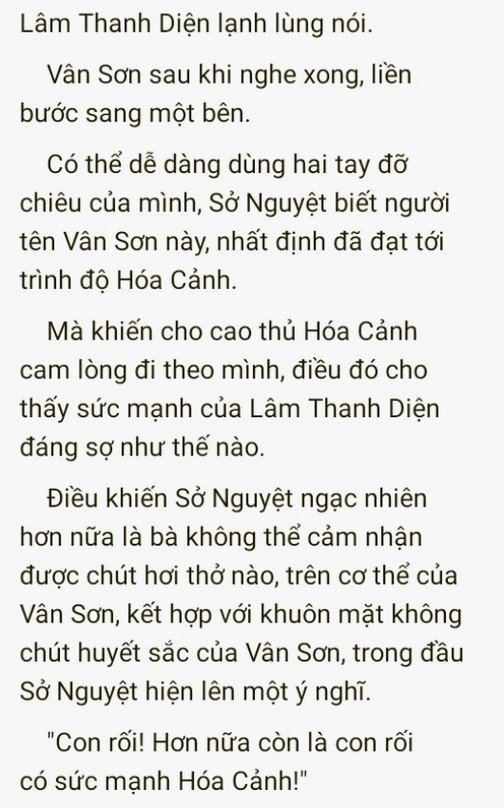 Lâm Thanh Diện lạnh lùng nói.
Vân Sơn sau khi nghe xong, liền
bước sang một bên.
Có thể dễ dàng dùng hai tay đỡ
chiêu của mình, Sở Nguyệt biết người
tên Vân Sơn này, nhất định đã đạt tới
trình độ Hóa Cảnh.
Mà khiến cho cao thủ Hóa Cảnh
cam lòng đi theo mình, điều đó cho
thấy sức mạnh của Lâm Thanh Diện
đáng sợ như thế nào.
Điều khiến Sở Nguyệt ngạc nhiên
hơn nữa là bà không thể cảm nhận
được chút hơi thở nào, trên cơ thể của
Vân Sơn, kết hợp với khuôn mặt không
chút huyết sắc của Vân Sơn, trong đầu
Sở Nguyệt hiện lên một ý nghĩ.
"Con rối! Hơn nữa còn là con rối
có sức mạnh Hóa Cảnh!"